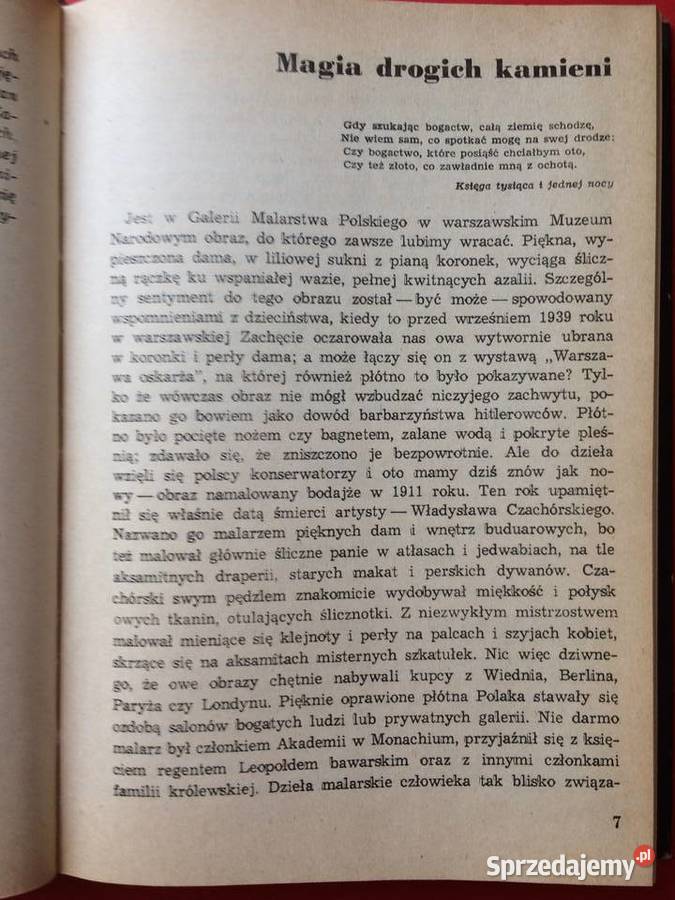 Magia drogich kamieni
Gdy szukając bogactw, całą ziemię schodzę,
Nie wiem sam, co spotkać mogę na swej drodze:
Czy bogactwo, które posiąść chciałbym oto,
Czy też złoto, co zawładnie mną z ochotą.
Księga tysiąca i jednej nocy
Jest w Galerii Malarstwa Polskiego w warszawskim Muzeum
Narodowym obraz, do którego zawsze lubimy wracać. Piękna, wy-
pieszczona dama, w liliowej sukni z pianą koronek, wyciąga ślicz-
ną rączkę ku wspaniałej wazie, pełnej kwitnących azalii. Szczegól-
ny sentyment do tego obrazu został — być może — spowodowany
wspomnieniami z dzieciństwa, kiedy to przed wrześniem 1939 roku
w warszawskiej Zachęcie oczarowała nas owa wytwornie ubrana
w koronki i perły dama; a może łączy się on z wystawą „Warsza-
wa oskarża", na której również płótno to było pokazywane? Tyl-
ko że wówczas obraz nie mógł wzbudzać niczyjego zachwytu, po-
kazano go bowiem jako dowód barbarzyństwa hitlerowców. Płót-
no było pocięte nożem czy bagnetem, zalane wodą i pokryte pleś-
nią; zdawało się, że zniszczono je bezpowrotnie. Ale do dzieła
wzięli się polscy konserwatorzy i oto mamy dziś znów jak no-
wy — obraz namalowany bodajże w 1911 roku. Ten rok upamięt-
nił się właśnie datą śmierci artysty — Władysława Czachórskiego.
Nazwano go malarzem pięknych dam i wnętrz buduarowych, bo
też malował głównie śliczne panie w atłasach i jedwabiach, na tle
aksamitnych draperii, starych makat i perskich dywanów. Cza-
chórski swym pędzlem znakomicie wydobywał miękkość i połysk
owych tkanin, otulających ślicznotki. Z niezwykłym mistrzostwem
malował mieniące się klejnoty i perły na palcach i szyjach kobiet,
skrzące się na aksamitach misternych szkatułek. Nic więc dziwne-
go, że owe obrazy chętnie nabywali kupcy z Wiednia, Berlina,
Paryża czy Londynu. Pięknie oprawione płótna Polaka stawały się
ozdobą salonów bogatych ludzi lub prywatnych galerii. Nie darmo
malarz był członkiem Akademii w Monachium, przyjaźnił się z księ-
ciem regentem Leopoldem bawarskim oraz z innymi członkami
familii królewskiej. Dzieła malarskie człowieka tak blisko związa-
7
Sprzedajemy.pl